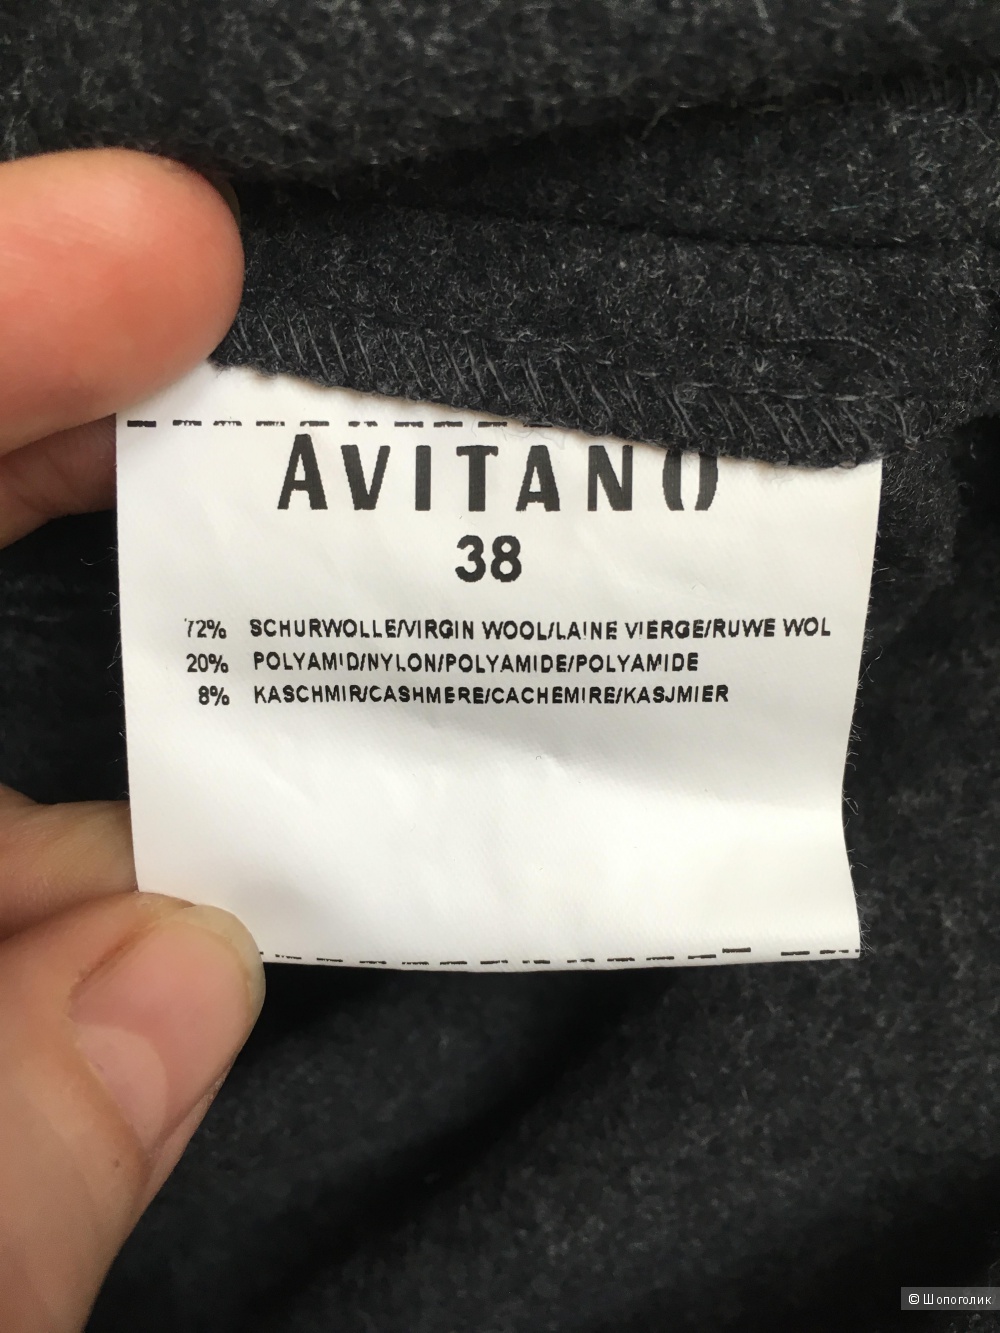 AVITANO
38
72% SCHURWOLLE/VIRGIN WOOL/LAINE VIERGE/RUWE WOL
20% POLYAMID/NYLON/POLYAMIDE/POLYAMIDE
8% KASCHMIR/CASHMERE/CACHEMIRE/KASJMIER
© Шопоголик